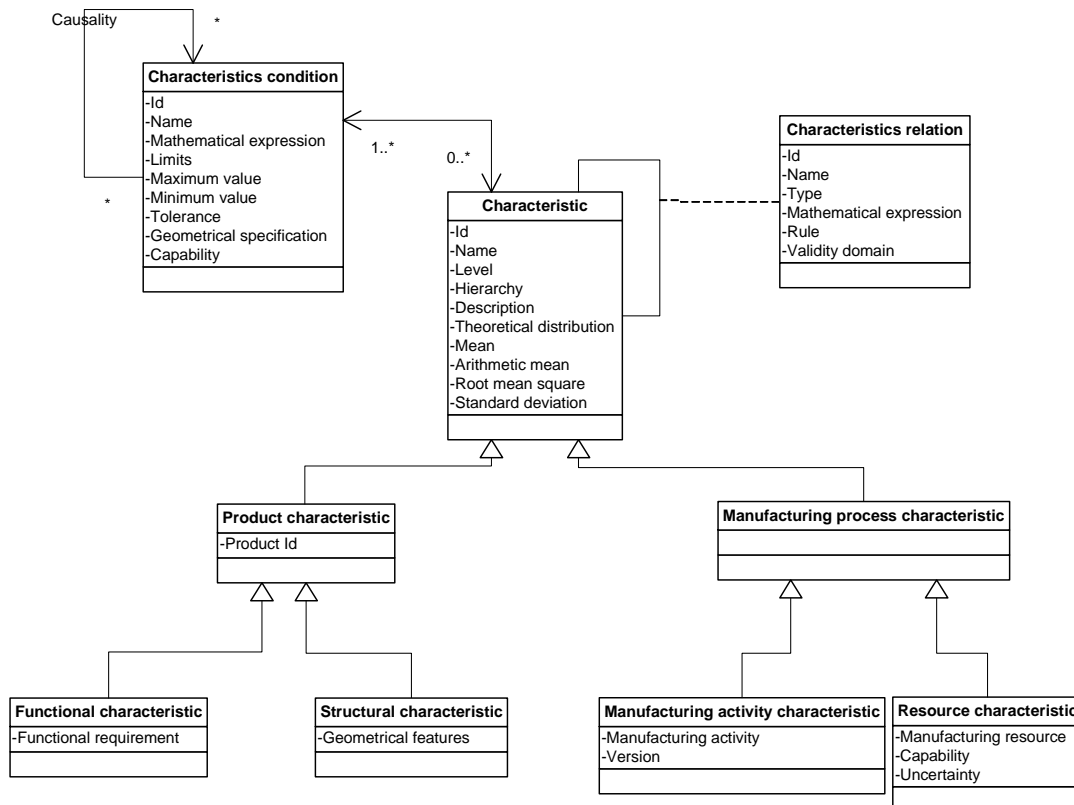 Causality
*
Characteristics condition
-Id
-Name
-Mathematical expression
-Limits
-Maximum value
-Minimum value
-Tolerance
-Geometrical specification
-Capability
*
1..*
0..*
Characteristics relation
-Id
-Name
-Type
-Mathematical expression
-Rule
-Validity domain
Characteristic
-Id
-Name
-Level
-Hierarchy
-Description
-Theoretical distribution
-Mean
-Arithmetic mean
-Root mean square
-Standard deviation
Product characteristic
-Product Id
Manufacturing process characteristic
Functional characteristic
-Functional requirement
Structural characteristic
-Geometrical features
Manufacturing activity characteristic
-Manufacturing activity
-Version
Resource characteristic
-Manufacturing resource
-Capability
-Uncertainty